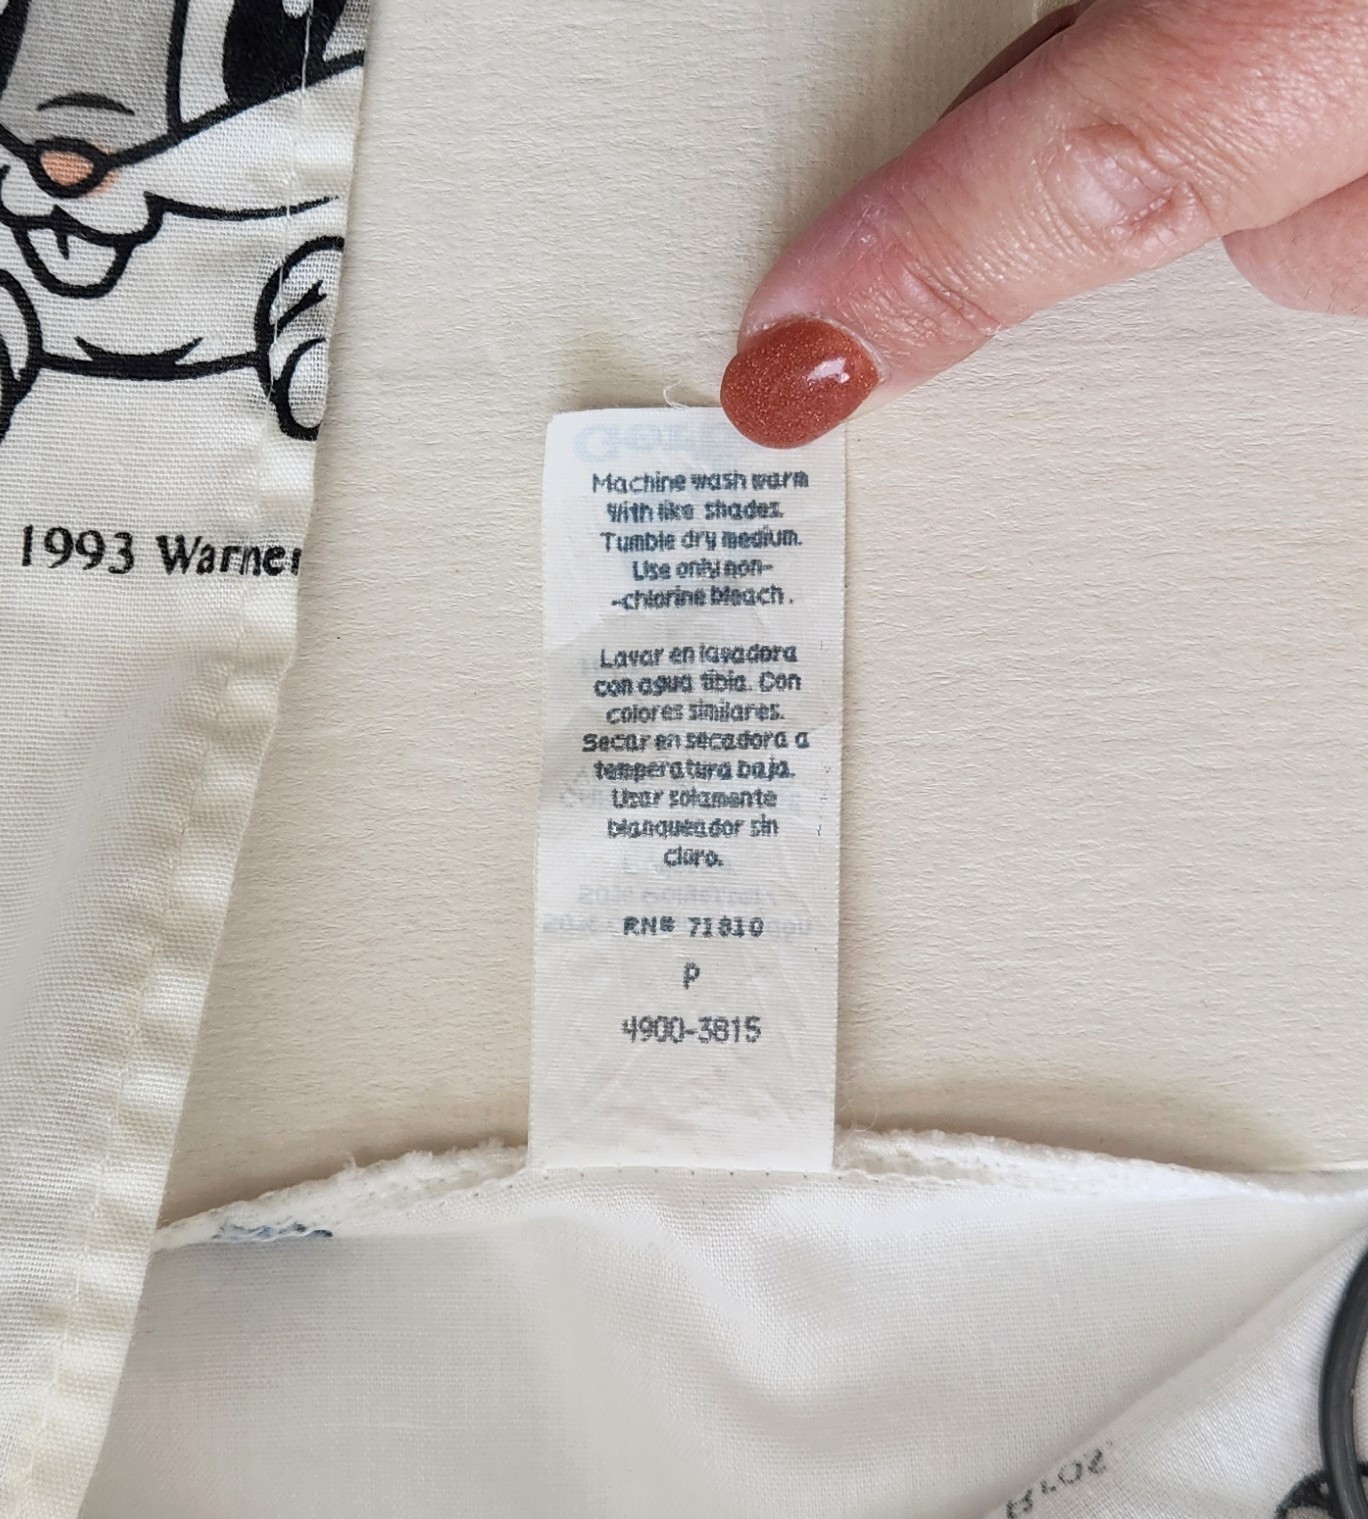 1993 Warner
Machine wash warm
With like shades.
Tumble dry medium.
Use only non-
-chlorine bleach.
Lavar en lavadora
con agua tibia. Con
colores similares.
Secar en secadora a
temperatura baja.
Usar solamente
blanqueador sin
cloro.
RN# 71810
P
4900-3815